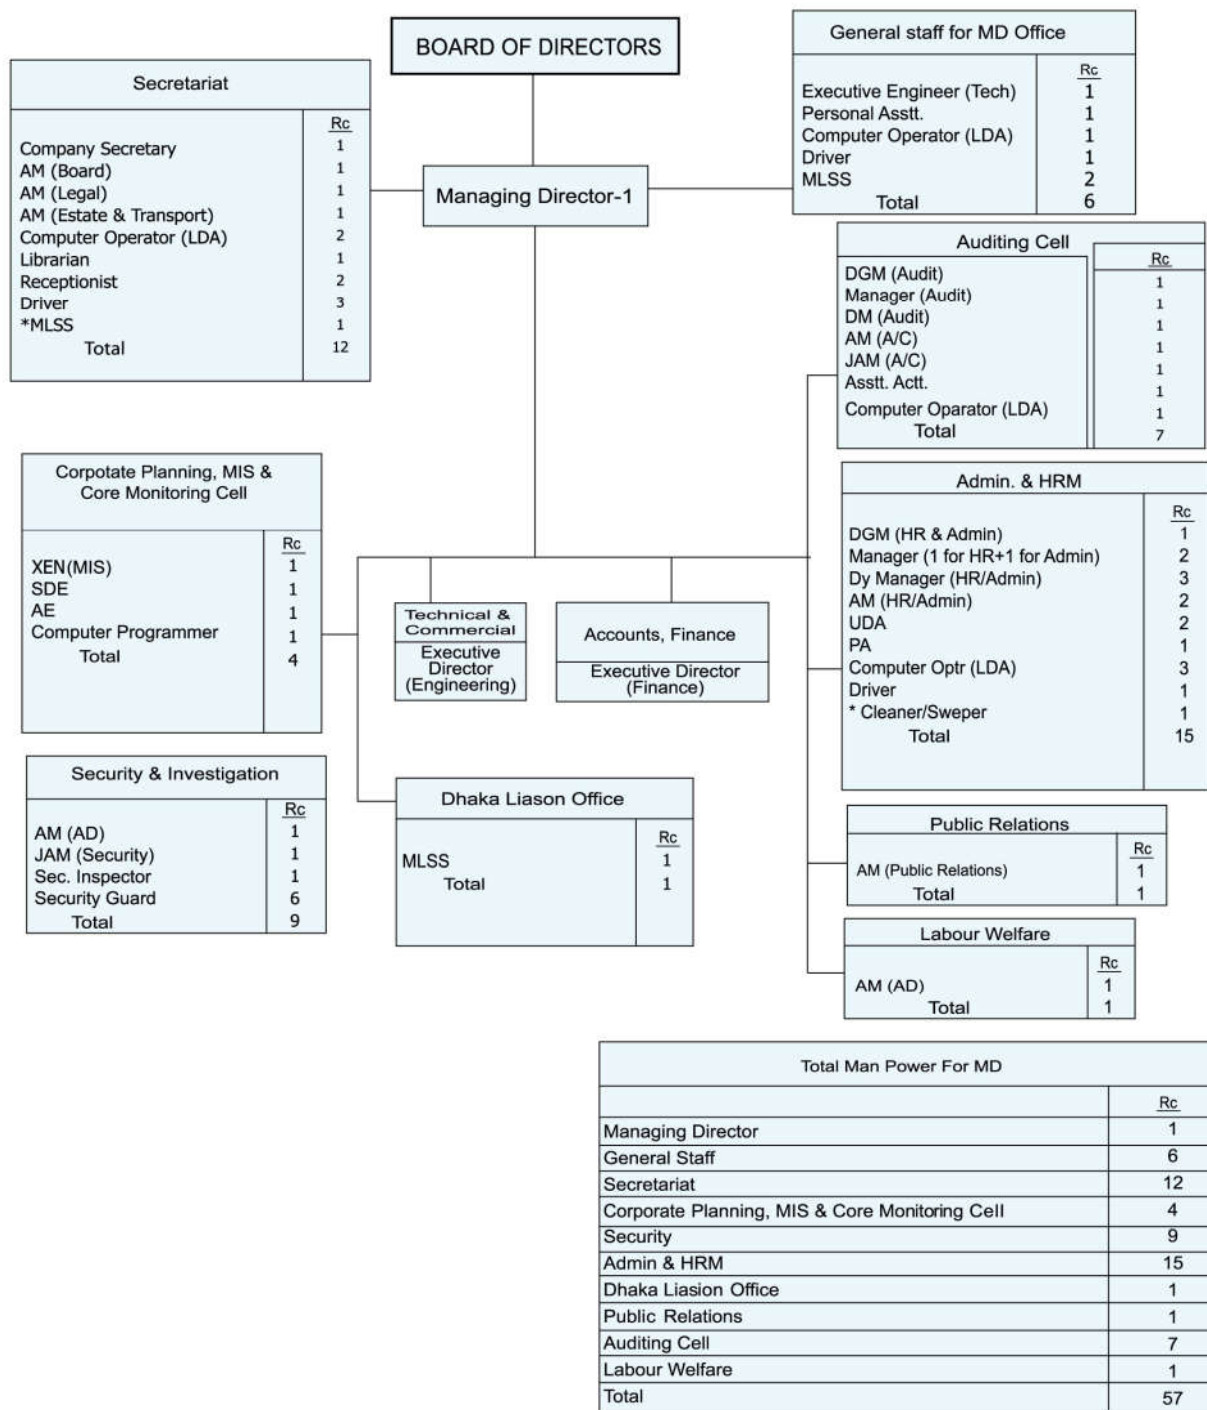 BOARD OF DIRECTORS
Managing Director-1
Secretariat
Rc
Company Secretary 1
AM (Board) 1
AM (Legal) 1
AM (Estate & Transport) 1
Computer Operator (LDA) 2
Librarian 1
Receptionist 2
Driver 3
*MLSS 1
Total 12
General staff for MD Office
Rc
Executive Engineer (Tech) 1
Personal Asstt. 1
Computer Operator (LDA) 1
Driver 1
MLSS 2
Total 6
Auditing Cell
Rc
DGM (Audit) 1
Manager (Audit) 1
DM (Audit) 1
AM (A/C) 1
JAM (A/C) 1
Asstt. Actt. 1
Computer Oparator (LDA) 1
Total 7
Corpotate Planning, MIS &
Core Monitoring Cell
Rc
XEN(MIS) 1
SDE 1
AE 1
Computer Programmer 1
Total 4
Technical &
Commercial
Executive
Director
(Engineering)
Accounts, Finance
Executive Director
(Finance)
Admin. & HRM
Rc
DGM (HR & Admin) 1
Manager (1 for HR+1 for Admin) 2
Dy Manager (HR/Admin) 3
AM (HR/Admin) 2
UDA 2
PA 1
Computer Optr (LDA) 3
Driver 1
* Cleaner/Sweper 1
Total 15
Security & Investigation
Rc
AM (AD) 1
JAM (Security) 1
Sec. Inspector 1
Security Guard 6
Total 9
Dhaka Liason Office
Rc
MLSS 1
Total 1
Public Relations
Rc
AM (Public Relations) 1
Total 1
Labour Welfare
Rc
AM (AD) 1
Total 1
Total Man Power For MD
Rc
Managing Director 1
General Staff 6
Secretariat 12
Corporate Planning, MIS & Core Monitoring Cell 4
Security 9
Admin & HRM 15
Dhaka Liasion Office 1
Public Relations 1
Auditing Cell 7
Labour Welfare 1
Total 57